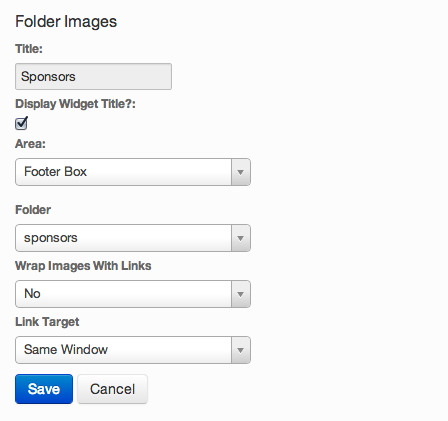 Folder Images
Title:
Sponsors
Display Widget Title?:
Area:
Footer Box
Folder
sponsors
Wrap Images With Links
No
Link Target
Same Window
Save Cancel